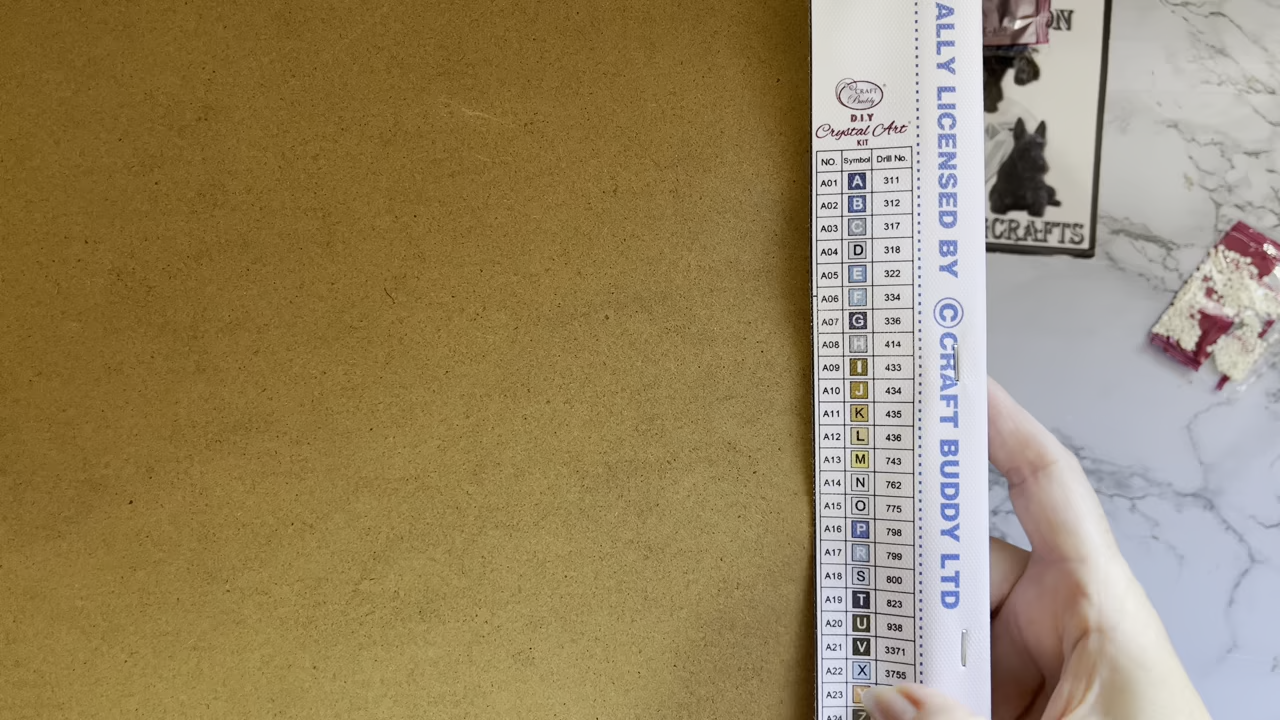 CRAFT
Buddy
D.I.Y
Crystal Art
KIT
NO. Symbol Drill No.
A01 A 311
A02 B 312
A03 C 317
A04 D 318
A05 E 322
A06 F 334
A07 G 336
A08 H 414
A09 I 433
A10 J 434
A11 K 435
A12 L 436
A13 M 743
A14 N 762
A15 O 775
A16 P 798
A17 R 799
A18 S 800
A19 T 823
A20 U 938
A21 V 3371
A22 X 3755
A23 Y
A24 Z
ALLY LICENSED BY ©CRAFT BUDDY LTD
ON
CRAFTS